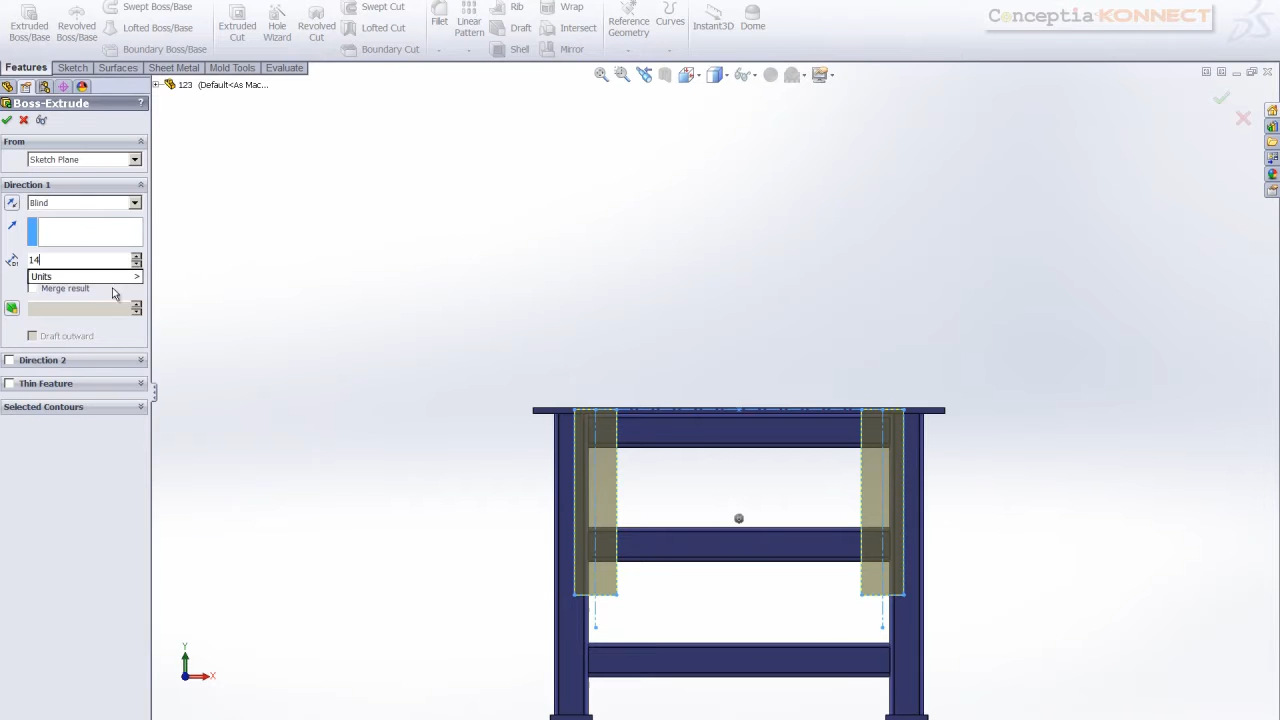 Extruded Boss/Base
Revolved Boss/Base
Swept Boss/Base
Lofted Boss/Base
Boundary Boss/Base
Extruded Cut
Hole Wizard
Revolved Cut
Swept Cut
Lofted Cut
Boundary Cut
Fillet
Linear Pattern
Rib
Draft
Shell
Wrap
Intersect
Mirror
Reference Geometry
Curves
Instant3D
Dome
Conceptia KONNECT
Features
Sketch
Surfaces
Sheet Metal
Mold Tools
Evaluate
123 (Default<As Mac...
Boss-Extrude
?
From
Sketch Plane
Direction 1
Blind
14
Units >
Merge result
Draft outward
Direction 2
Thin Feature
Selected Contours
Y
X